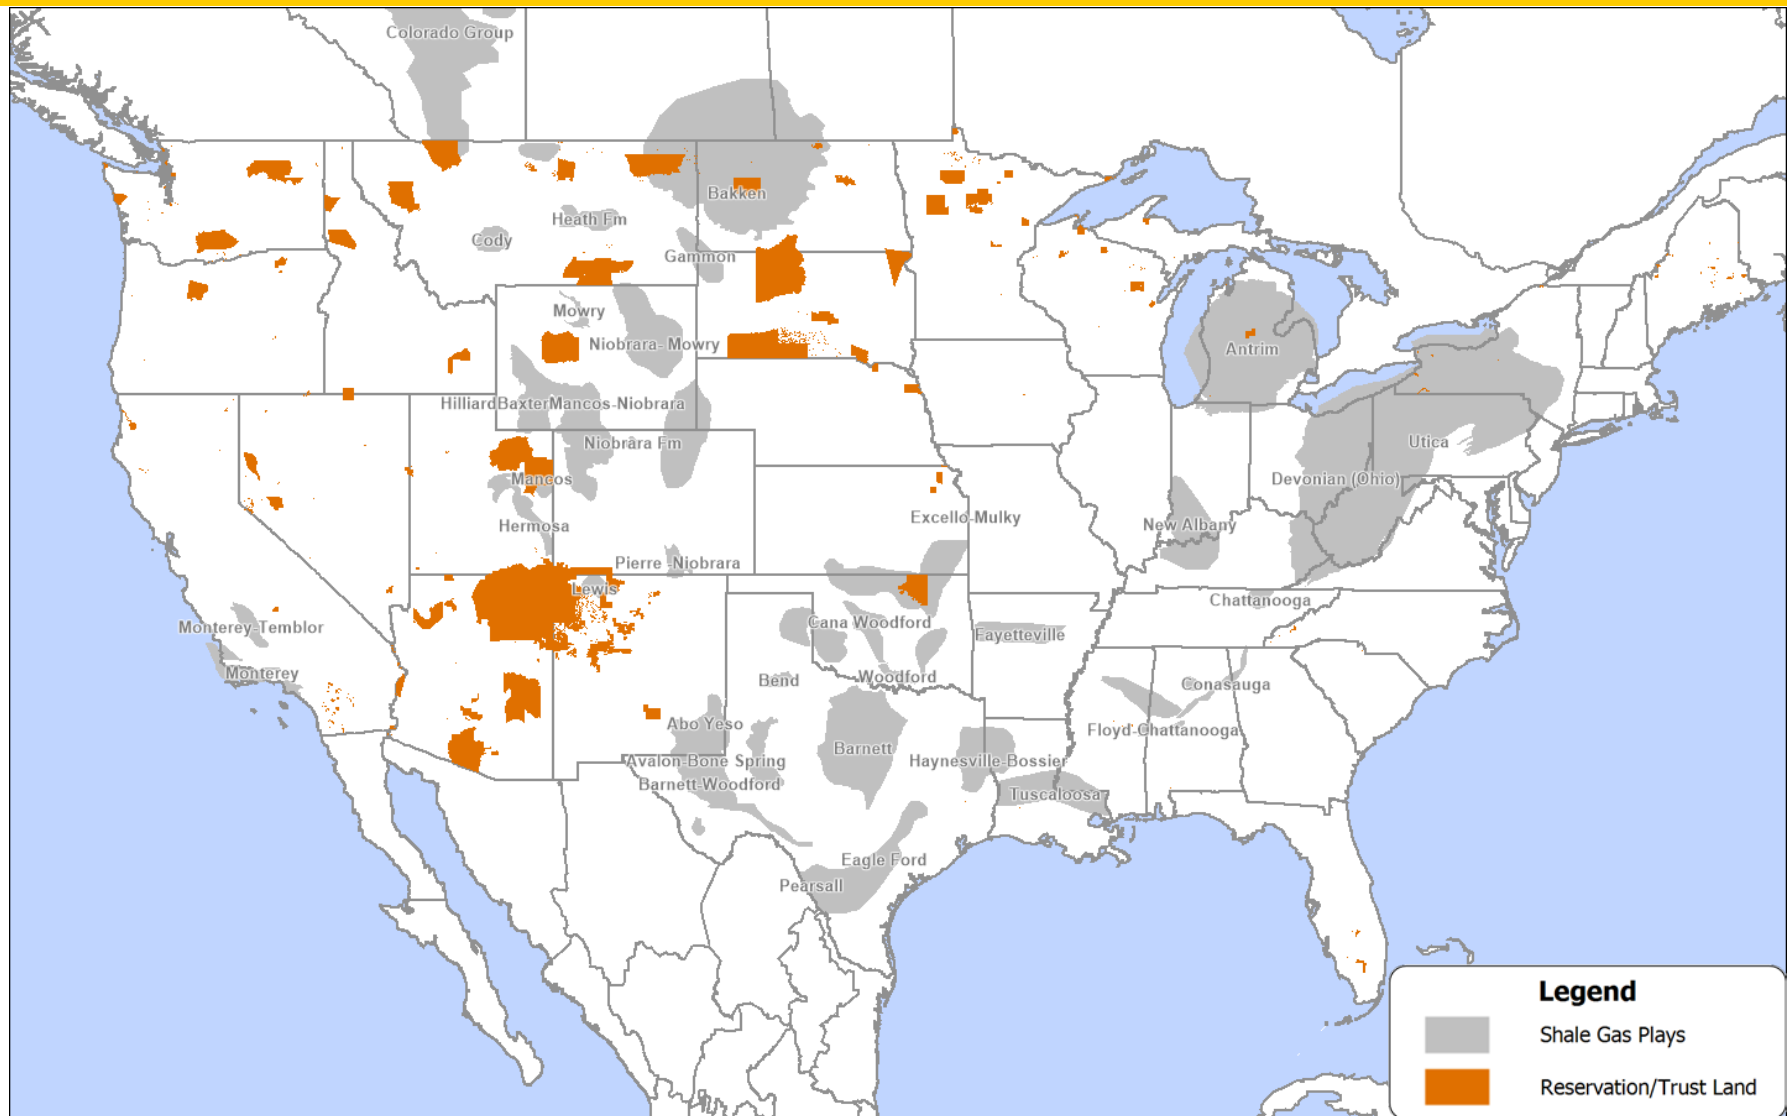 Colorado Group
Bakken
Heath Fm
Cody
Gammon
Mowry
Niobrara- Mowry
Antrim
HilliardBaxterMancos-Niobrara
Niobrara Fm
Utica
Mancos
Devonian (Ohio)
Hermosa
Excello-Mulky
New Albany
Pierre -Niobrara
Lewis
Chattanooga
Monterey-Temblor
Cana Woodford
Fayetteville
Monterey
Bend
Woodford
Conasauga
Abo Yeso
Floyd-Chattanooga
Barnett
Avalon-Bone Spring
Haynesville-Bossier
Barnett-Woodford
Tuscaloosa
Eagle Ford
Pearsall
Legend
Shale Gas Plays
Reservation/Trust Land